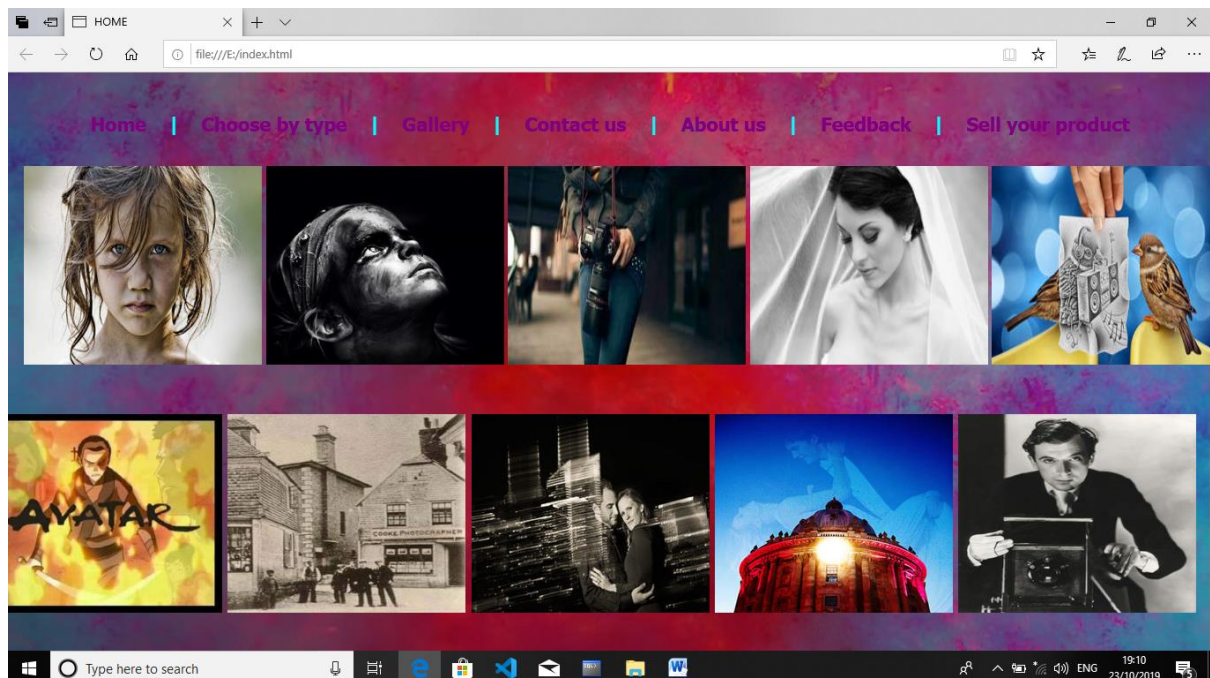 HOME
file:///E:/index.html
Home | Choose by type | Gallery | Contact us | About us | Feedback | Sell your product
AVATAR
COOKE PHOTOGRAPHER
Type here to search
ENG
19:10
23/10/2019
5